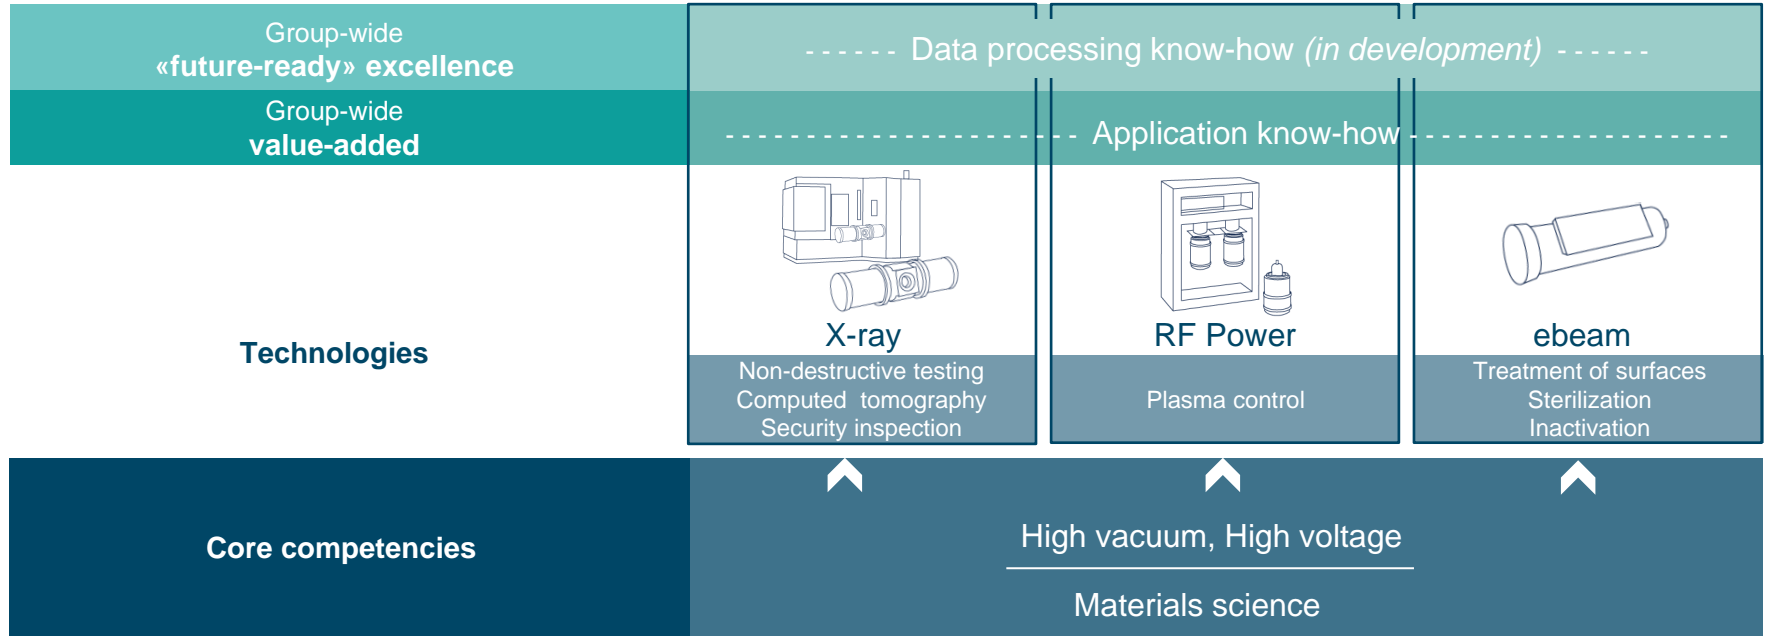 Group-wide
«future-ready» excellence
- - - - - - Data processing know-how (in development) - - - - - -
Group-wide
value-added
- - - - - - - - - - - - - - - - - - - - - - - Application know-how - - - - - - - - - - - - - - - - - - - - -
Technologies
X-ray
Non-destructive testing
Computed tomography
Security inspection
RF Power
Plasma control
ebeam
Treatment of surfaces
Sterilization
Inactivation
Core competencies
High vacuum, High voltage
Materials science